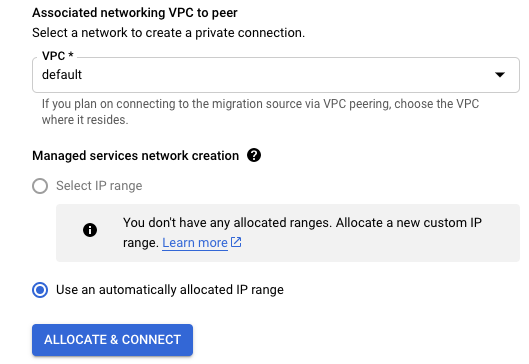 Associated networking VPC to peer
Select a network to create a private connection.
VPC *
default
If you plan on connecting to the migration source via VPC peering, choose the VPC
where it resides.
Managed services network creation
Select IP range
You don't have any allocated ranges. Allocate a new custom IP
range. Learn more
Use an automatically allocated IP range
ALLOCATE & CONNECT